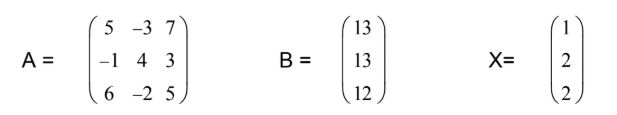 5 –3 7 13 1
A = –1 4 3 B = 13 X= 2
6 –2 5 12 2